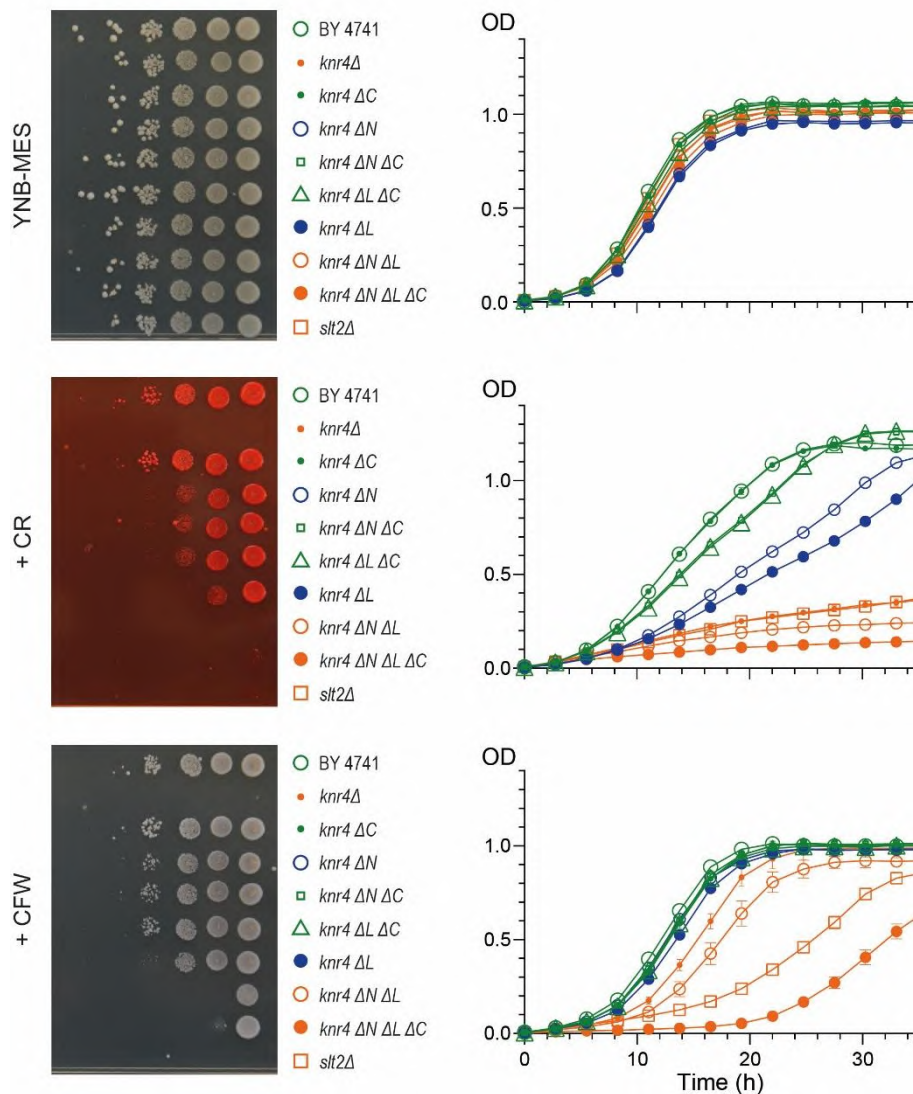 YNB-MES
BY 4741
knr4Δ
knr4 ΔC
knr4 ΔN
knr4 ΔN ΔC
knr4 ΔL ΔC
knr4 ΔL
knr4 ΔN ΔL
knr4 ΔN ΔL ΔC
slt2Δ
OD
1.0
0.5
0.0
+ CR
BY 4741
knr4Δ
knr4 ΔC
knr4 ΔN
knr4 ΔN ΔC
knr4 ΔL ΔC
knr4 ΔL
knr4 ΔN ΔL
knr4 ΔN ΔL ΔC
slt2Δ
OD
1.0
0.5
0.0
+ CFW
BY 4741
knr4Δ
knr4 ΔC
knr4 ΔN
knr4 ΔN ΔC
knr4 ΔL ΔC
knr4 ΔL
knr4 ΔN ΔL
knr4 ΔN ΔL ΔC
slt2Δ
OD
1.0
0.5
0.0
0 10 20 30
Time (h)